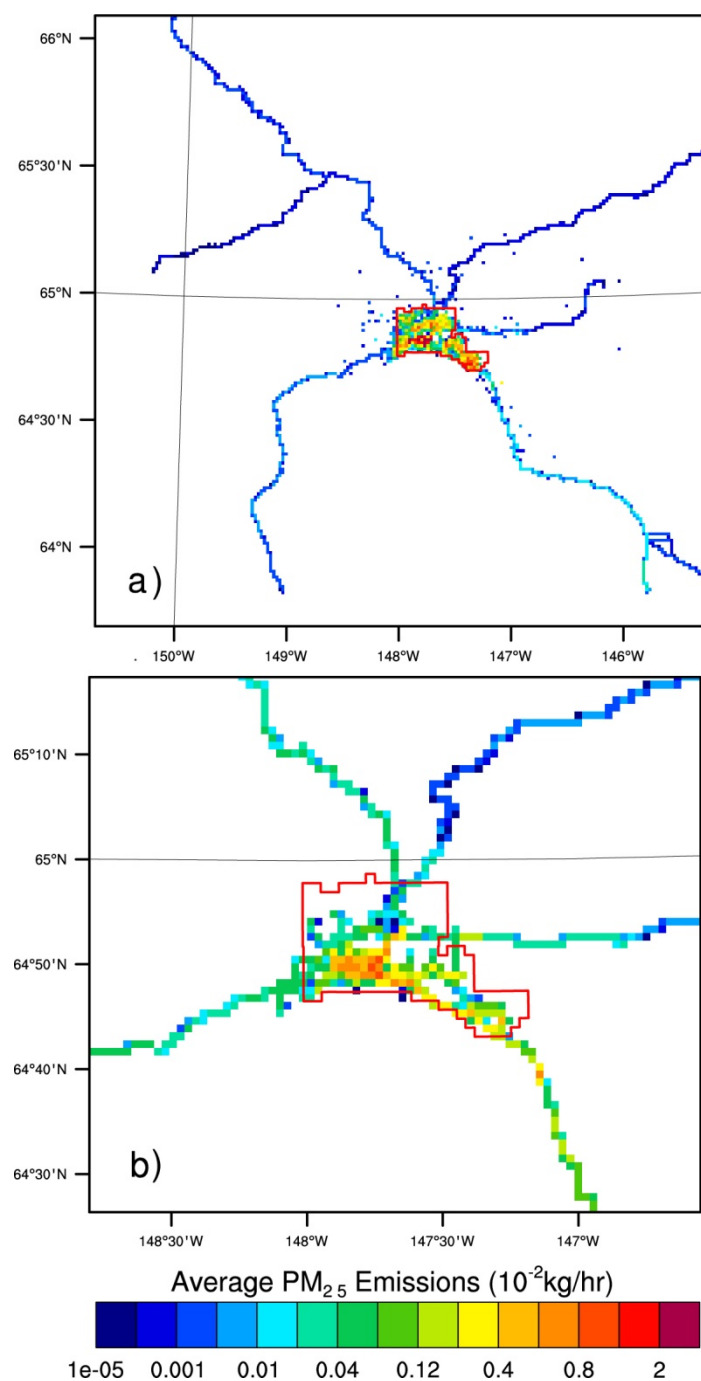 66°N
65°30'N
65°N
64°30'N
64°N
a)
150°W 149°W 148°W 147°W 146°W
65°10'N
65°N
64°50'N
64°40'N
64°30'N
b)
148°30'W 148°W 147°30'W 147°W
Average PM₂ ₅ Emissions (10⁻²kg/hr)
1e-05 0.001 0.01 0.04 0.12 0.4 0.8 2